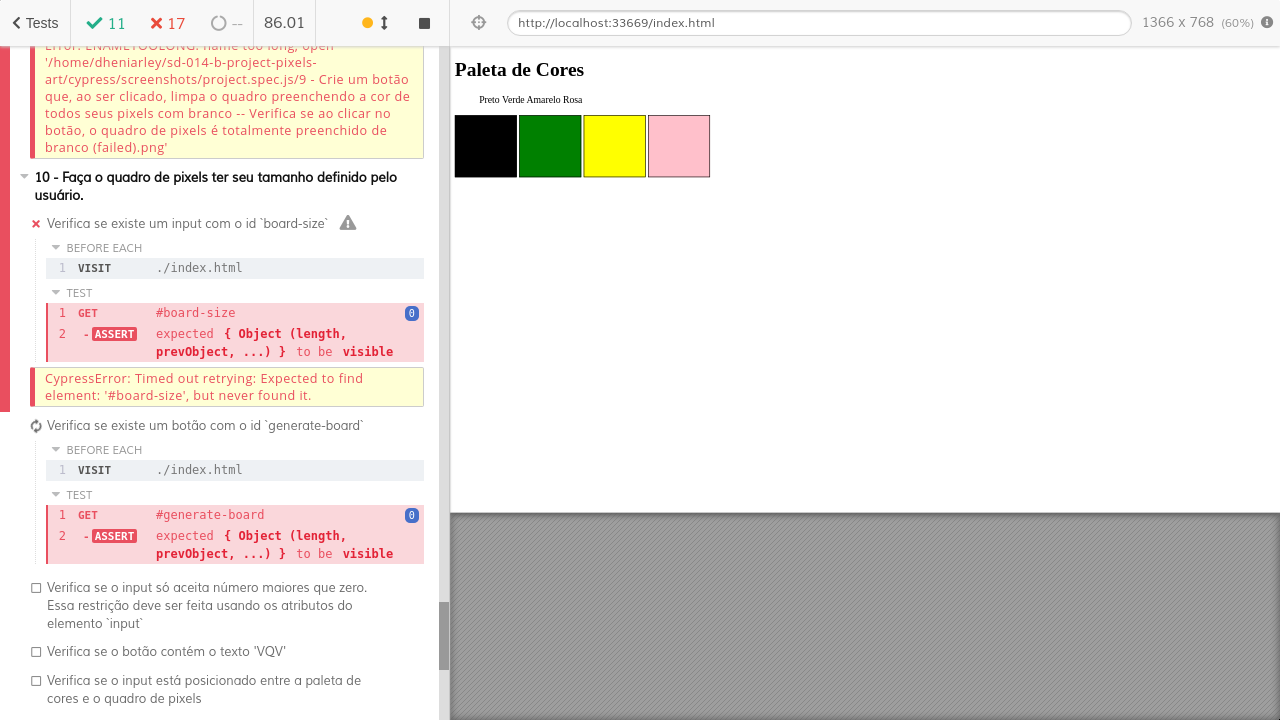 Tests 11 17 -- 86.01
http://localhost:33669/index.html 1366 x 768 (60%)
Error: ENAMETOOLONG: name too long, open
'/home/dheniarley/sd-014-b-project-pixels-
art/cypress/screenshots/project.spec.js/9 - Crie um botão
que, ao ser clicado, limpa o quadro preenchendo a cor de
todos seus pixels com branco -- Verifica se ao clicar no
botão, o quadro de pixels é totalmente preenchido de
branco (failed).png'
10 - Faça o quadro de pixels ter seu tamanho definido pelo
usuário.
Verifica se existe um input com o id `board-size`
BEFORE EACH
1 VISIT ./index.html
TEST
1 GET #board-size 0
2 -ASSERT expected { Object (length,
prevObject, ...) } to be visible
CypressError: Timed out retrying: Expected to find
element: '#board-size', but never found it.
Verifica se existe um botão com o id `generate-board`
BEFORE EACH
1 VISIT ./index.html
TEST
1 GET #generate-board 0
2 -ASSERT expected { Object (length,
prevObject, ...) } to be visible
Verifica se o input só aceita número maiores que zero.
Essa restrição deve ser feita usando os atributos do
elemento `input`
Verifica se o botão contém o texto 'VQV'
Verifica se o input está posicionado entre a paleta de
cores e o quadro de pixels
Paleta de Cores
Preto Verde Amarelo Rosa